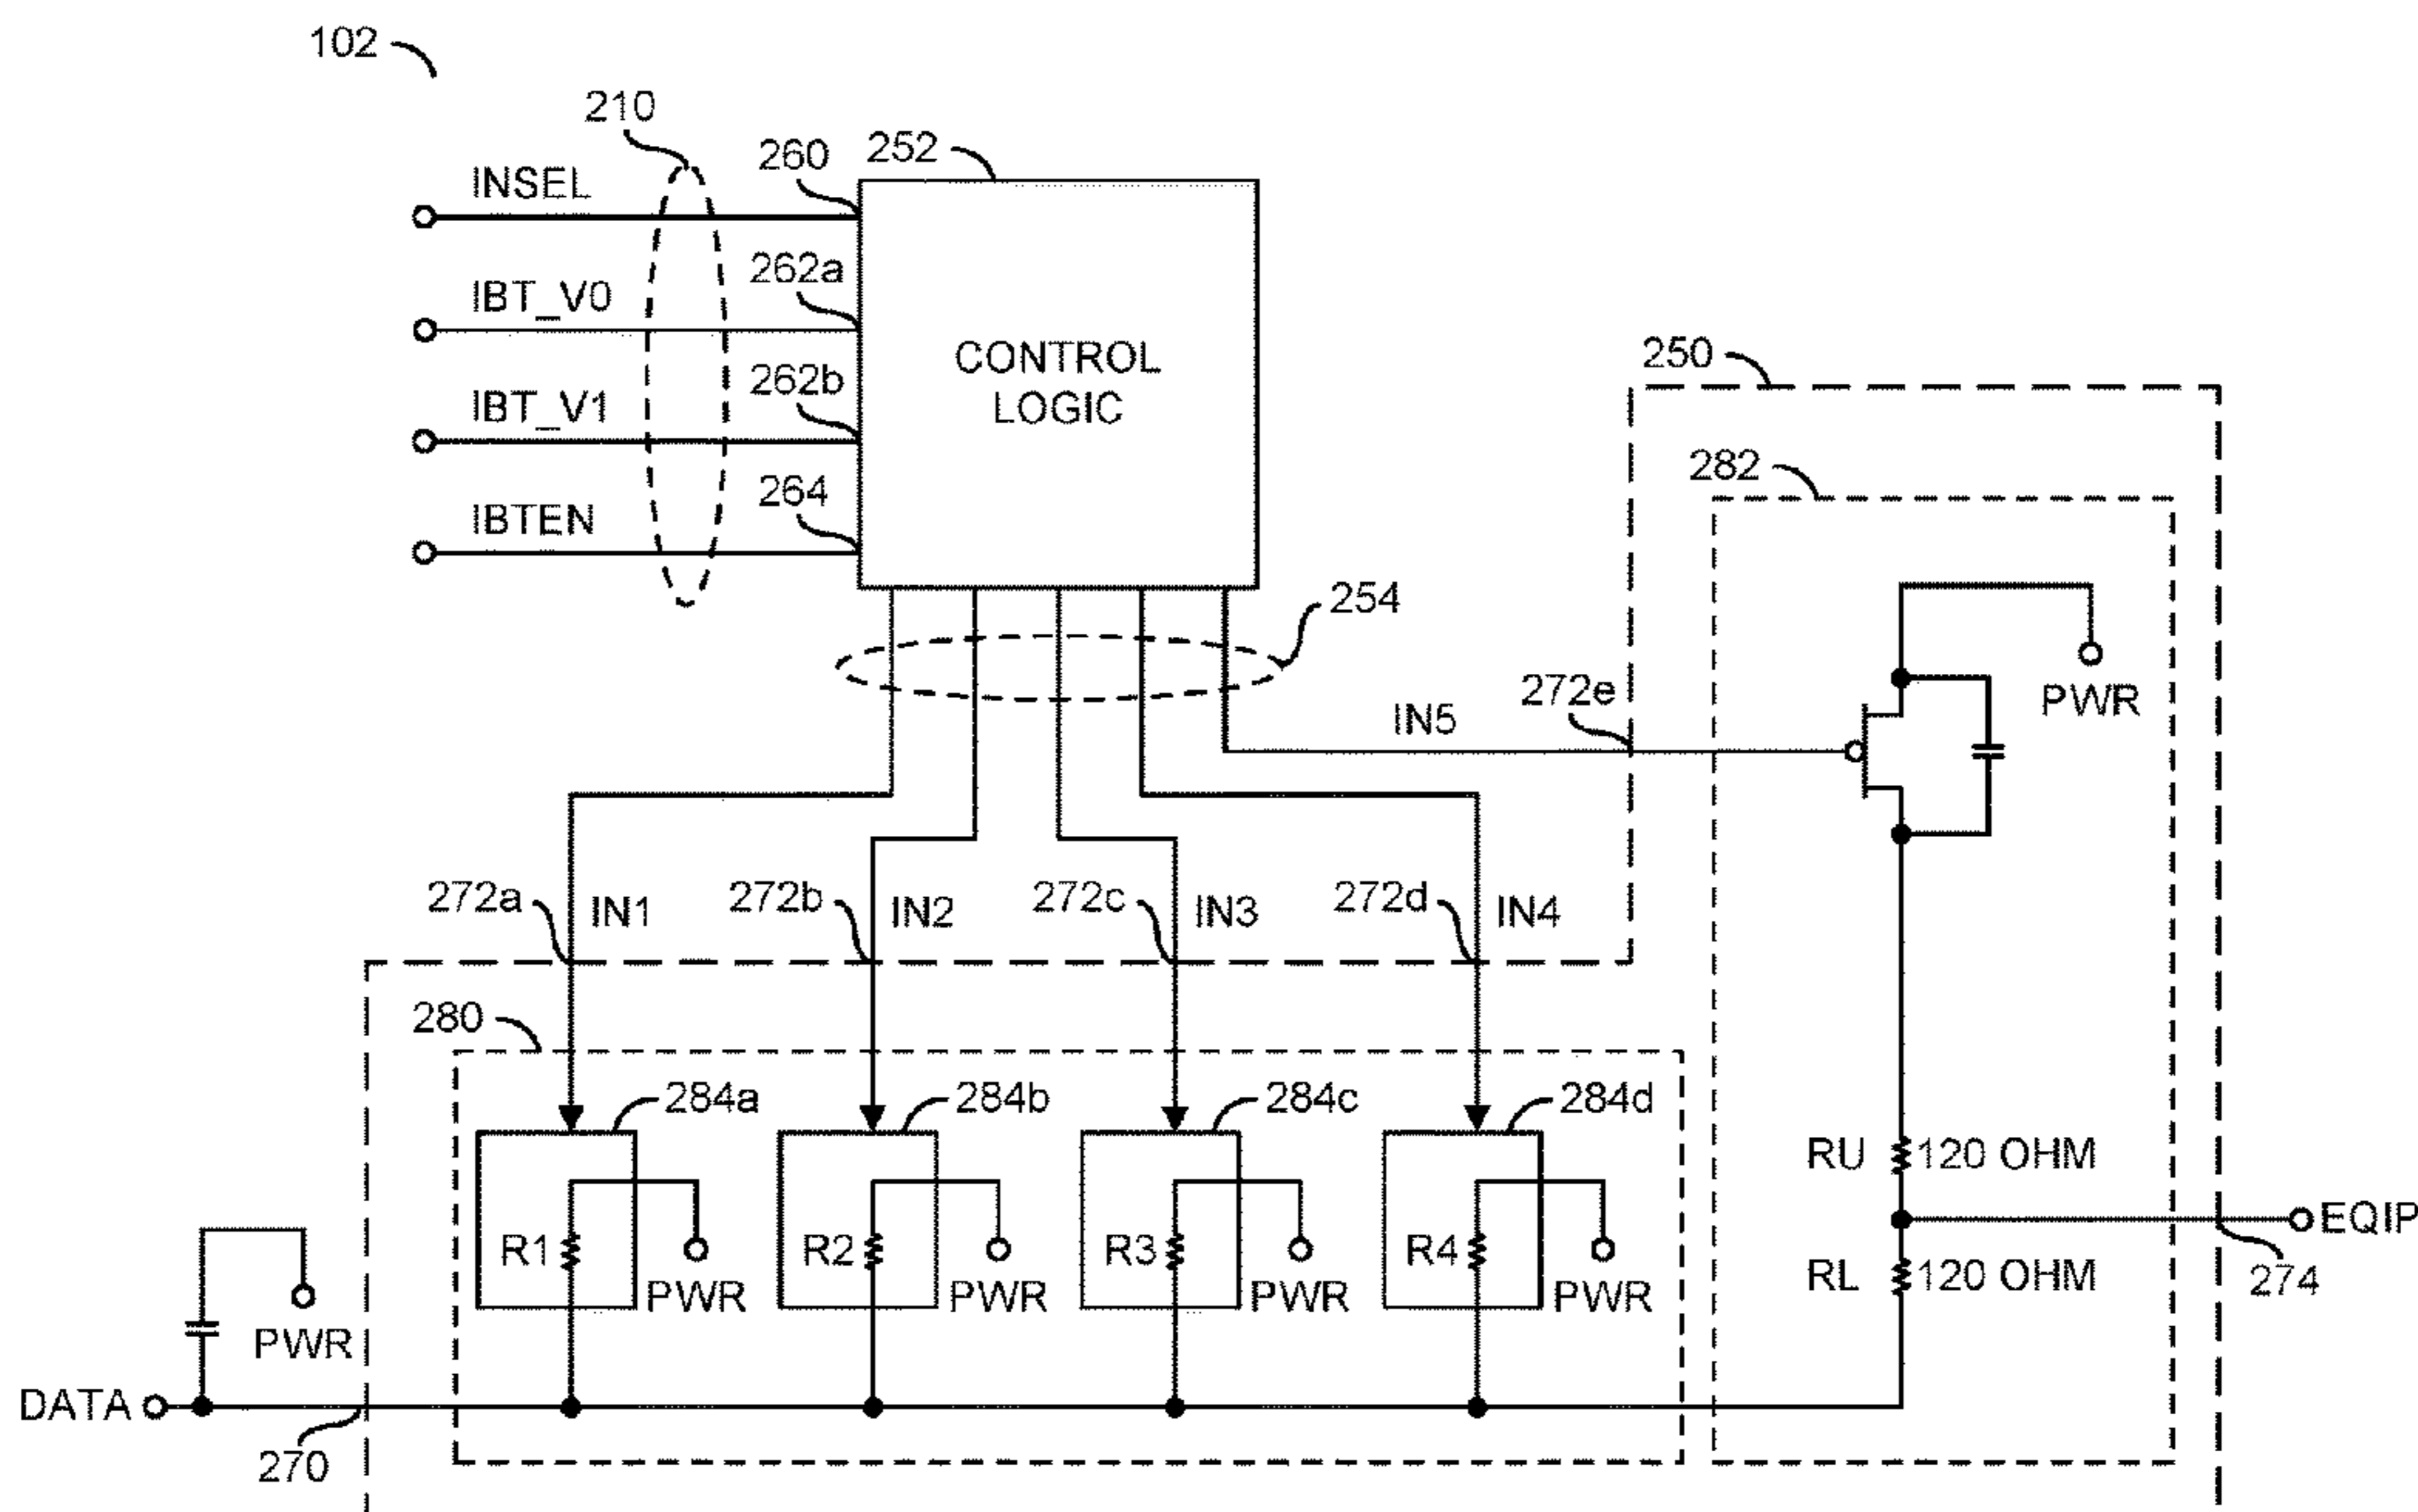 102
210
INSEL
260
252
IBT_V0
262a
IBT_V1
262b
IBTEN
264
CONTROL
LOGIC
254
250
282
PWR
IN5
272e
272a
IN1
272b
IN2
272c
IN3
272d
IN4
280
284a
284b
284c
284d
R1
PWR
R2
PWR
R3
PWR
R4
PWR
RU
120 OHM
EQIP
RL
120 OHM
274
PWR
DATA
270